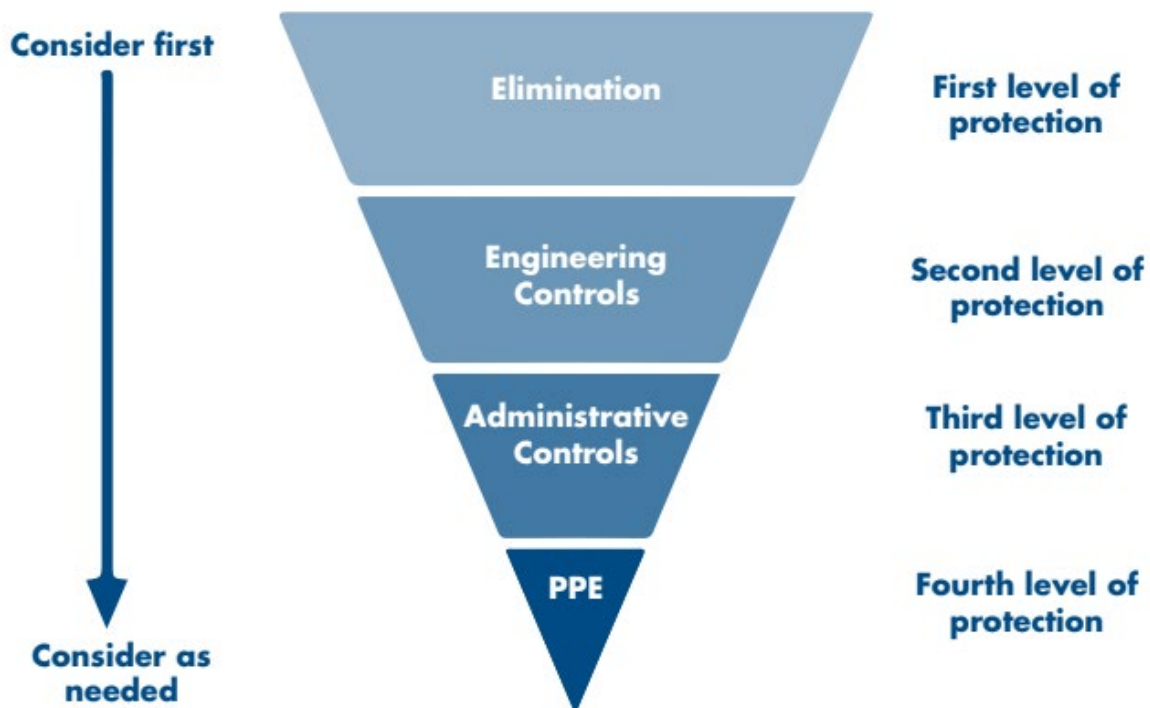 Consider first
Elimination
First level of
protection
Engineering
Controls
Second level of
protection
Administrative
Controls
Third level of
protection
PPE
Fourth level of
protection
Consider as
needed